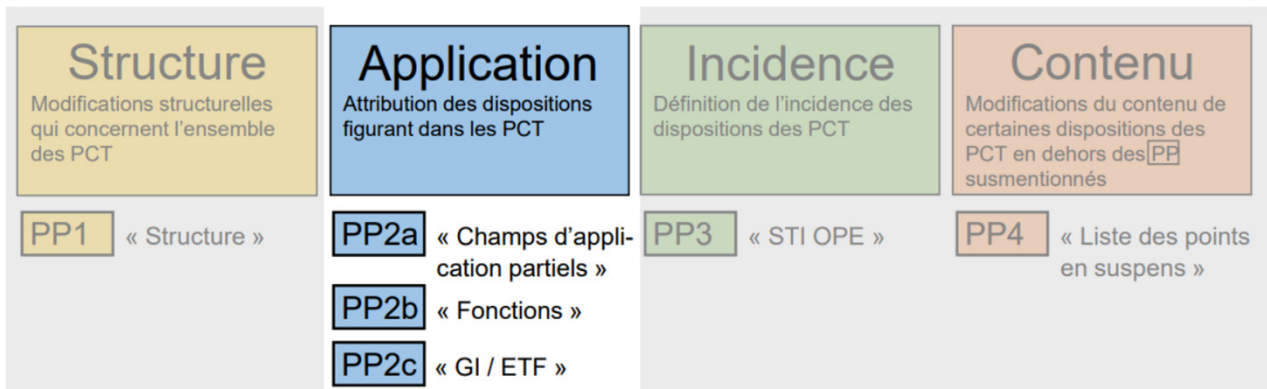 Structure
Modifications structurelles
qui concernent l'ensemble
des PCT
PP1 « Structure »
Application
Attribution des dispositions
figurant dans les PCT
PP2a « Champs d'appli-
cation partiels »
PP2b « Fonctions »
PP2c « GI / ETF »
Incidence
Définition de l'incidence des
dispositions des PCT
PP3 « STI OPE »
Contenu
Modifications du contenu de
certaines dispositions des
PCT en dehors des PP
susmentionnés
PP4 « Liste des points
en suspens »